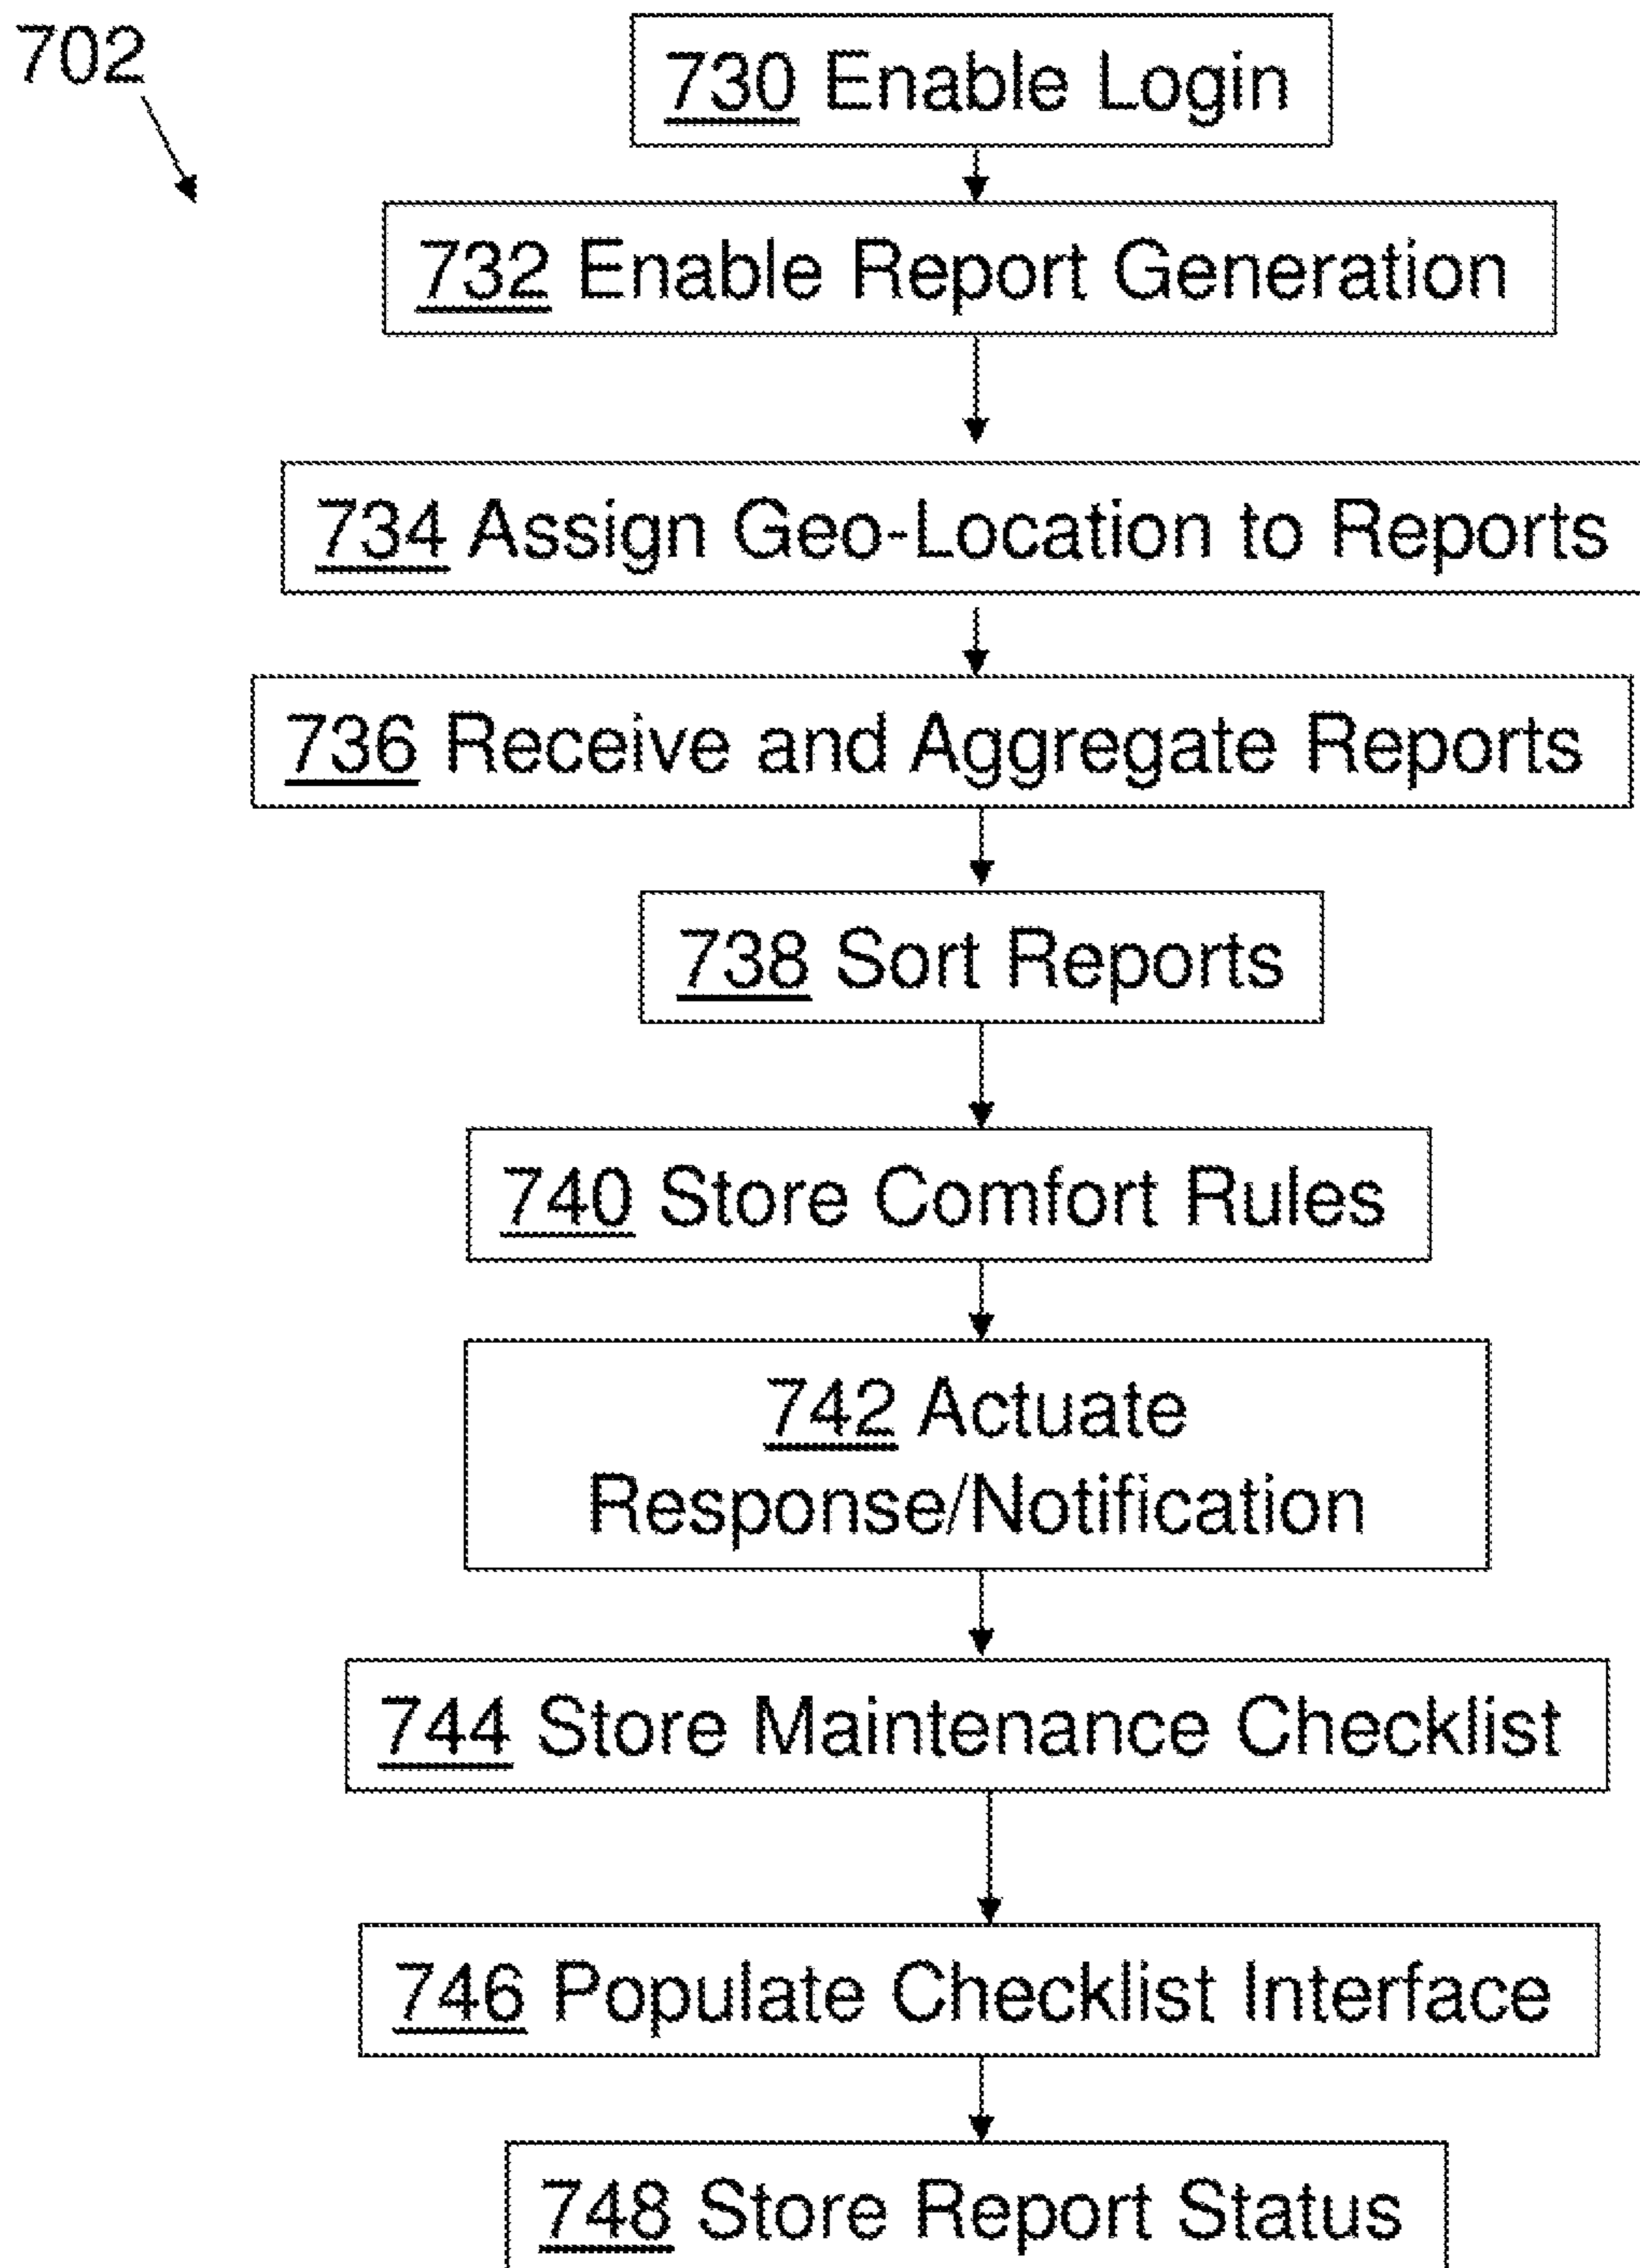 702
730 Enable Login
732 Enable Report Generation
734 Assign Geo-Location to Reports
736 Receive and Aggregate Reports
738 Sort Reports
740 Store Comfort Rules
742 Actuate
Response/Notification
744 Store Maintenance Checklist
746 Populate Checklist Interface
748 Store Report Status